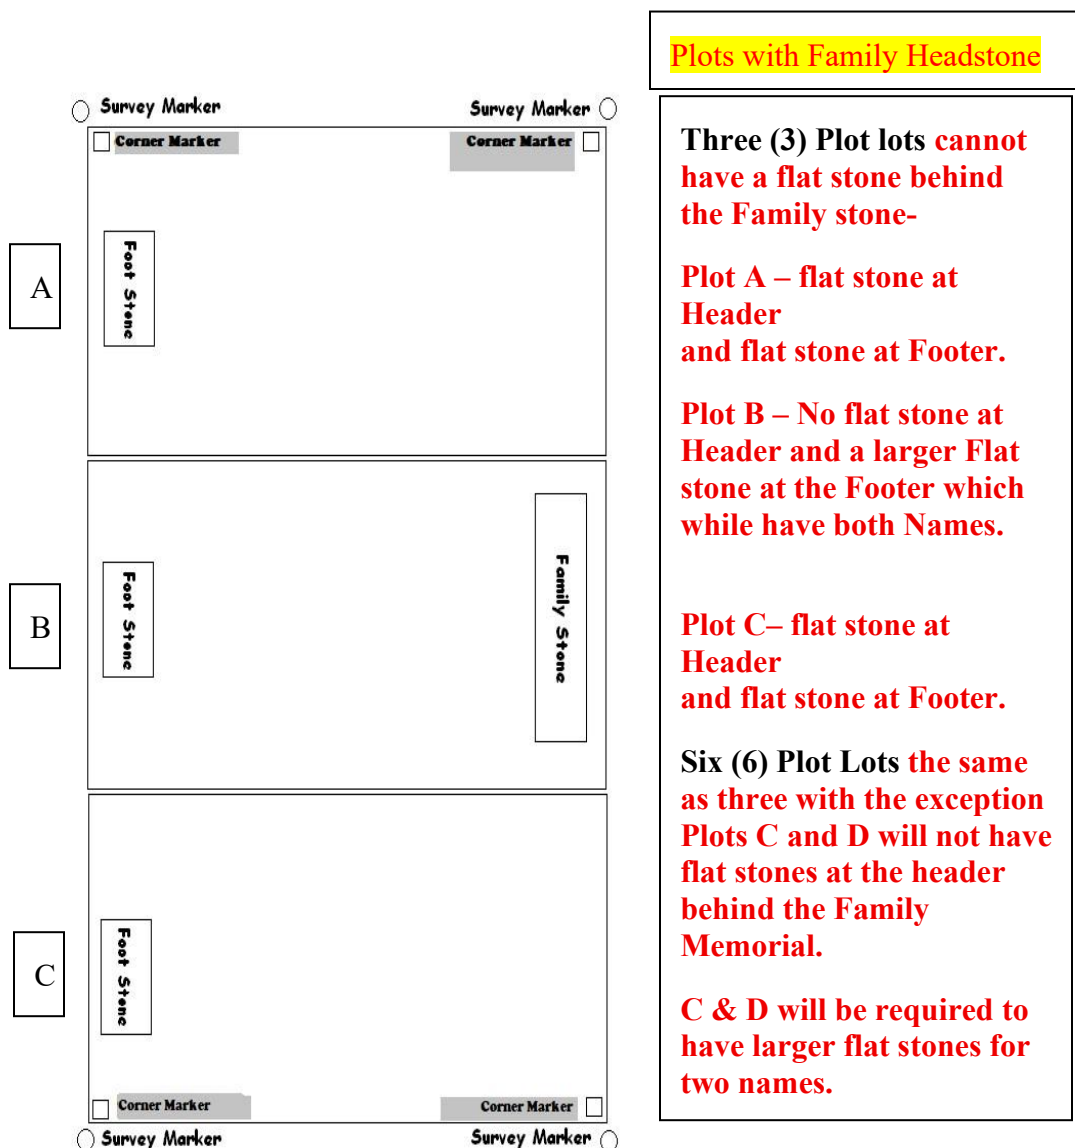 Plots with Family Headstone
Survey Marker
Survey Marker
Corner Marker
Corner Marker
A
Foot Stone
B
Foot Stone
Family Stone
C
Foot Stone
Corner Marker
Corner Marker
Survey Marker
Survey Marker
Three (3) Plot lots cannot
have a flat stone behind
the Family stone-
Plot A – flat stone at
Header
and flat stone at Footer.
Plot B – No flat stone at
Header and a larger Flat
stone at the Footer which
while have both Names.
Plot C– flat stone at
Header
and flat stone at Footer.
Six (6) Plot Lots the same
as three with the exception
Plots C and D will not have
flat stones at the header
behind the Family
Memorial.
C & D will be required to
have larger flat stones for
two names.